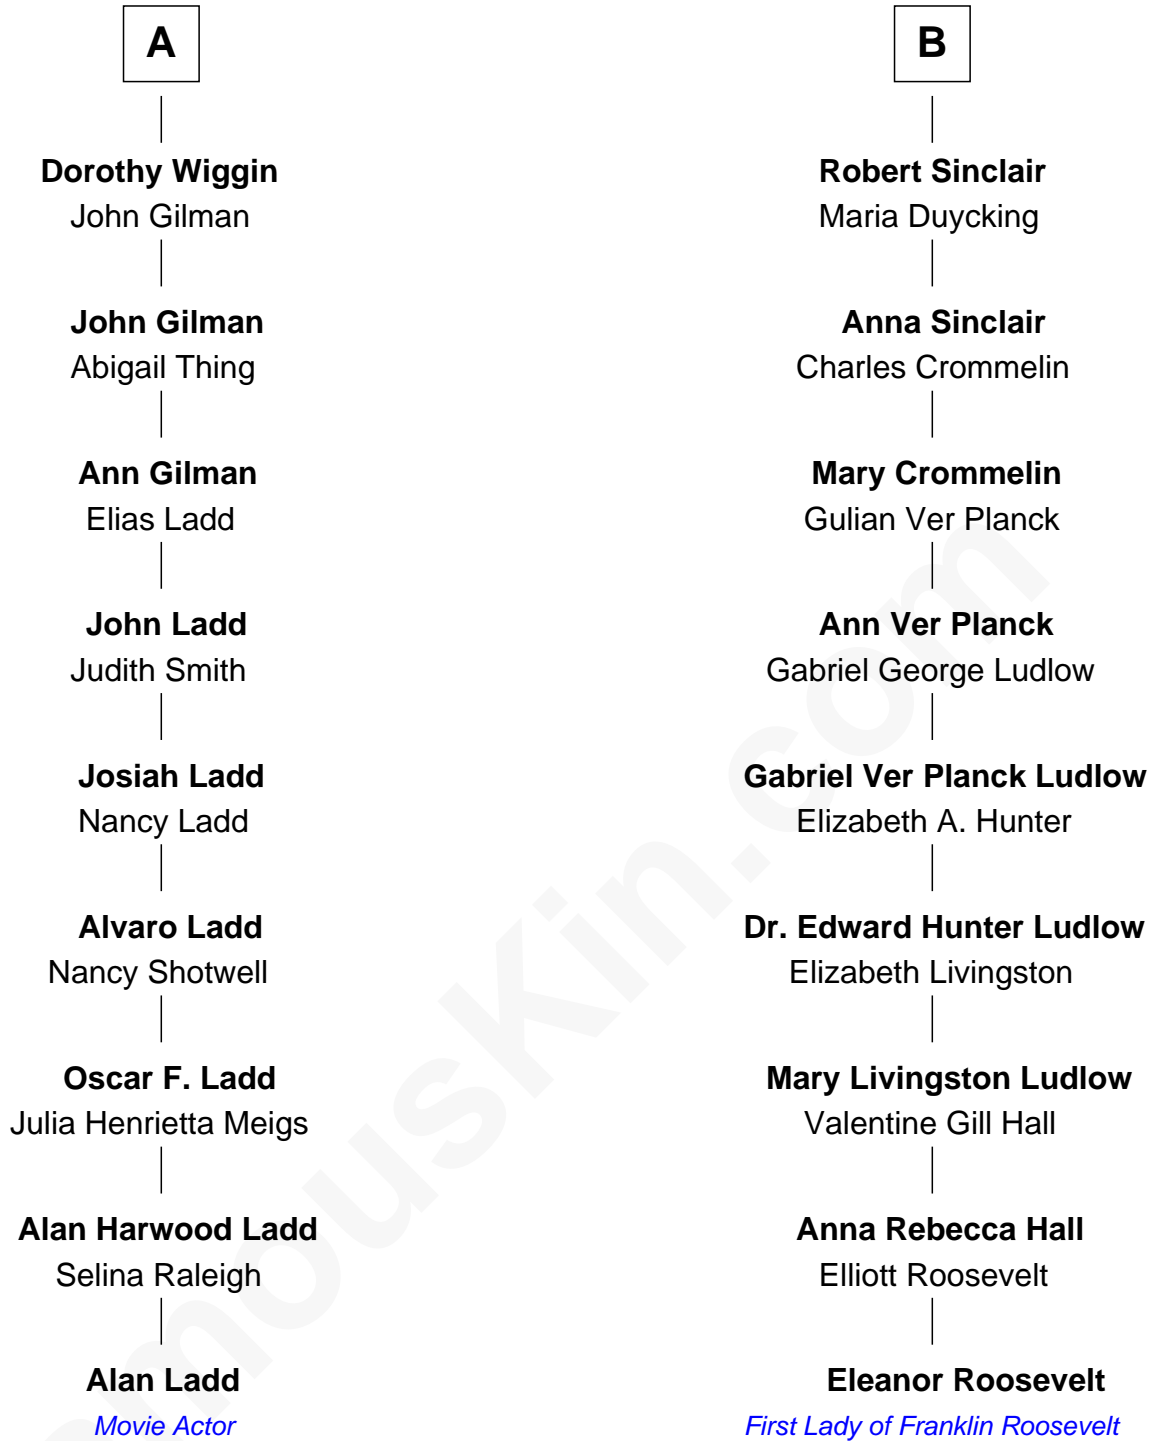 A
Dorothy Wiggin
John Gilman
John Gilman
Abigail Thing
Ann Gilman
Elias Ladd
John Ladd
Judith Smith
Josiah Ladd
Nancy Ladd
Alvaro Ladd
Nancy Shotwell
Oscar F. Ladd
Julia Henrietta Meigs
Alan Harwood Ladd
Selina Raleigh
Alan Ladd
Movie Actor
B
Robert Sinclair
Maria Duycking
Anna Sinclair
Charles Crommelin
Mary Crommelin
Gulian Ver Planck
Ann Ver Planck
Gabriel George Ludlow
Gabriel Ver Planck Ludlow
Elizabeth A. Hunter
Dr. Edward Hunter Ludlow
Elizabeth Livingston
Mary Livingston Ludlow
Valentine Gill Hall
Anna Rebecca Hall
Elliott Roosevelt
Eleanor Roosevelt
First Lady of Franklin Roosevelt
mousKin.com